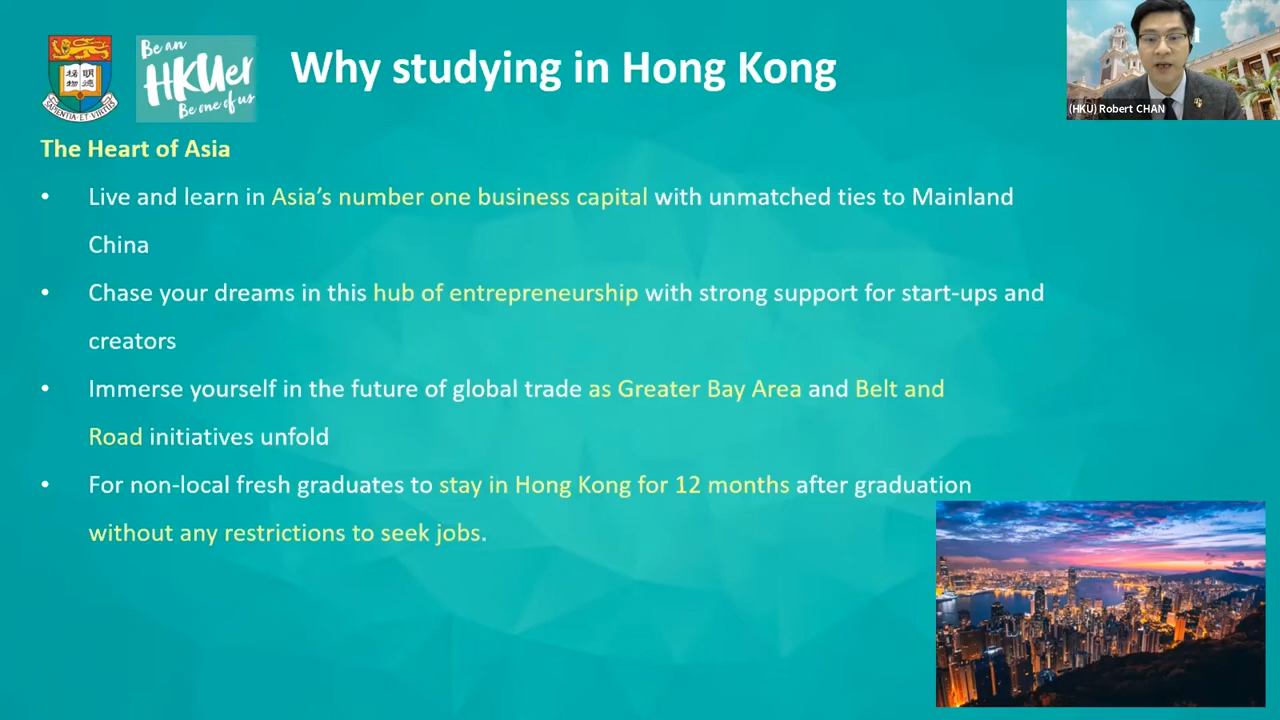 Be an
HKUer
Be one of us
Why studying in Hong Kong
(HKU) Robert CHAN
SAPIENTIA·ET·VIRTUS
The Heart of Asia
• Live and learn in Asia’s number one business capital with unmatched ties to Mainland
China
• Chase your dreams in this hub of entrepreneurship with strong support for start-ups and
creators
• Immerse yourself in the future of global trade as Greater Bay Area and Belt and
Road initiatives unfold
• For non-local fresh graduates to stay in Hong Kong for 12 months after graduation
without any restrictions to seek jobs.